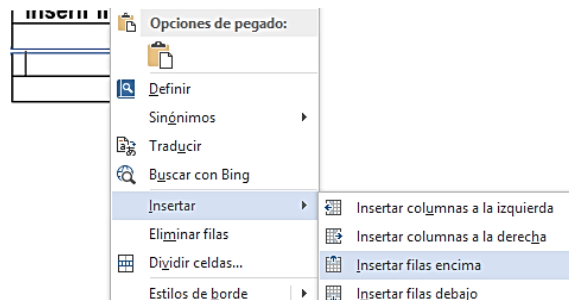 Opciones de pegado:
Definir
Sinónimos
Traducir
Buscar con Bing
Insertar
Insertar columnas a la izquierda
Eliminar filas
Insertar columnas a la derecha
Dividir celdas...
Insertar filas encima
Estilos de borde
Insertar filas debajo